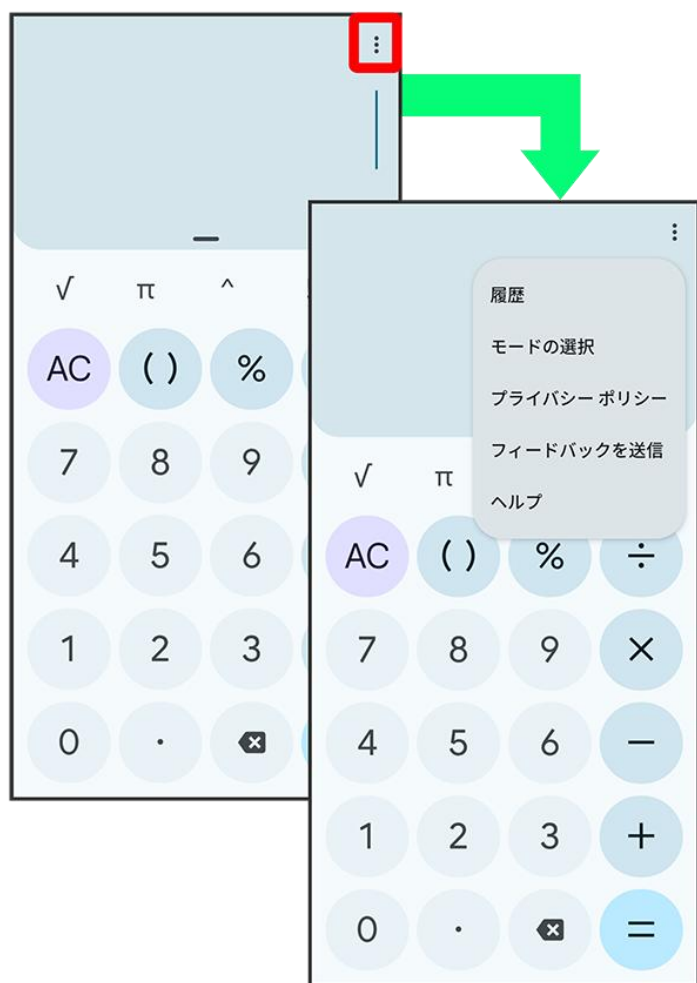 √ π ^
AC ( ) %
7 8 9
4 5 6
1 2 3
0 .
履歴
モードの選択
プライバシー ポリシー
フィードバックを送信
ヘルプ
√ π
AC ( ) % ÷
7 8 9 ×
4 5 6 −
1 2 3 +
0 . =